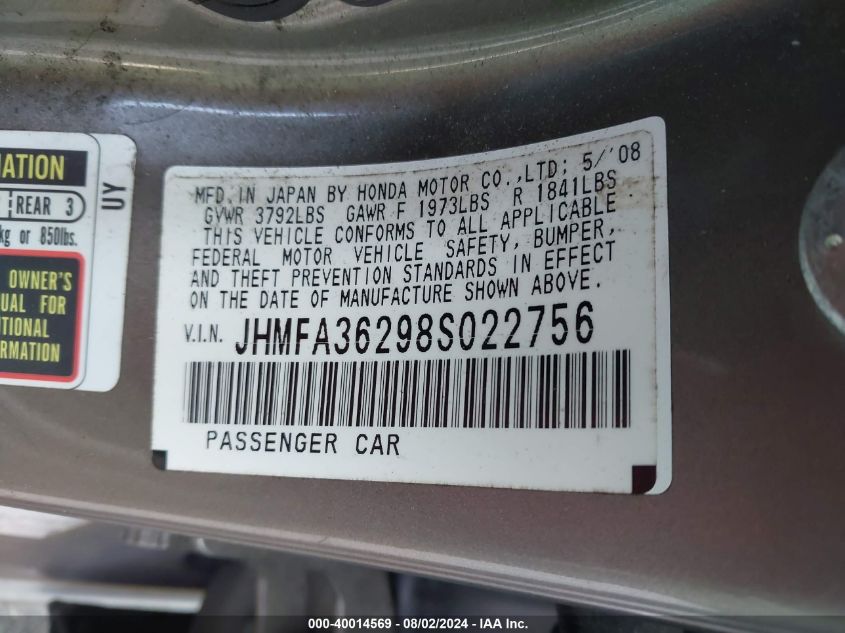 MATION
REAR 3
kg or 850lbs.
OWNER'S
UAL FOR
ITIONAL
ORMATION
UY
MFD. IN JAPAN BY HONDA MOTOR CO.,LTD; 5/'08
GVWR 3792LBS GAWR F 1973LBS R 1841LBS
THIS VEHICLE CONFORMS TO ALL APPLICABLE
FEDERAL MOTOR VEHICLE SAFETY, BUMPER,
AND THEFT PREVENTION STANDARDS IN EFFECT
ON THE DATE OF MANUFACTURE SHOWN ABOVE.
V.I.N. JHMFA36298S022756
PASSENGER CAR
000-40014569 - 08/02/2024 - IAA Inc.